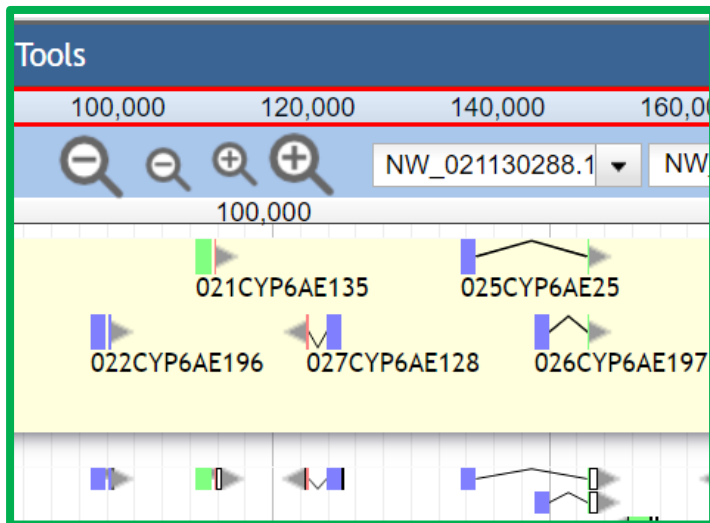 Tools
100,000 120,000 140,000 160,0
NW_021130288.1 NW
100,000
021CYP6AE135 025CYP6AE25
022CYP6AE196 027CYP6AE128 026CYP6AE197